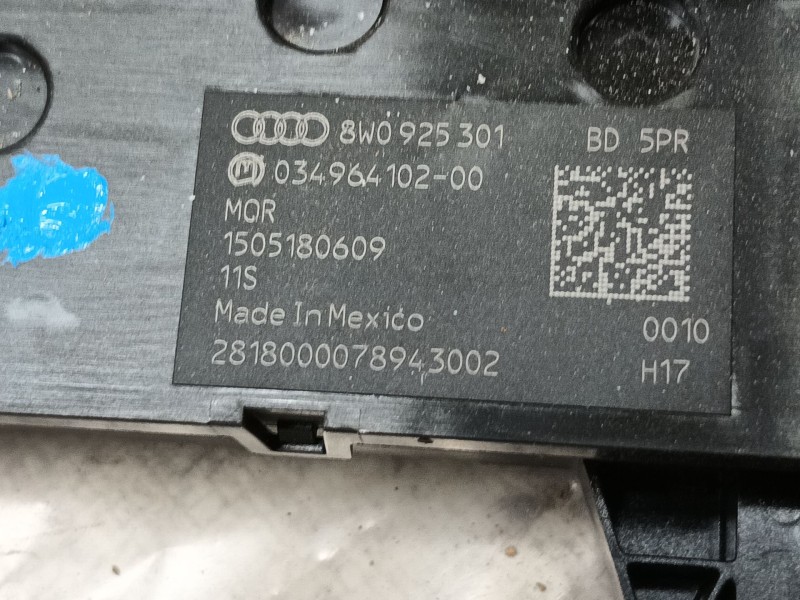 8W0 925 301 BD 5PR
M 034964102-00
MQR
1505180609
11S
Made In Mexico 0010
2818000078943002 H17